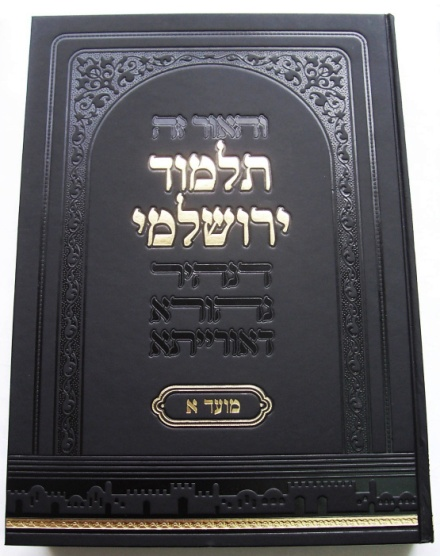 והאור זה
תלמוד
ירושלמי
דנהיר
נהורא
דאורייתא
מועד א